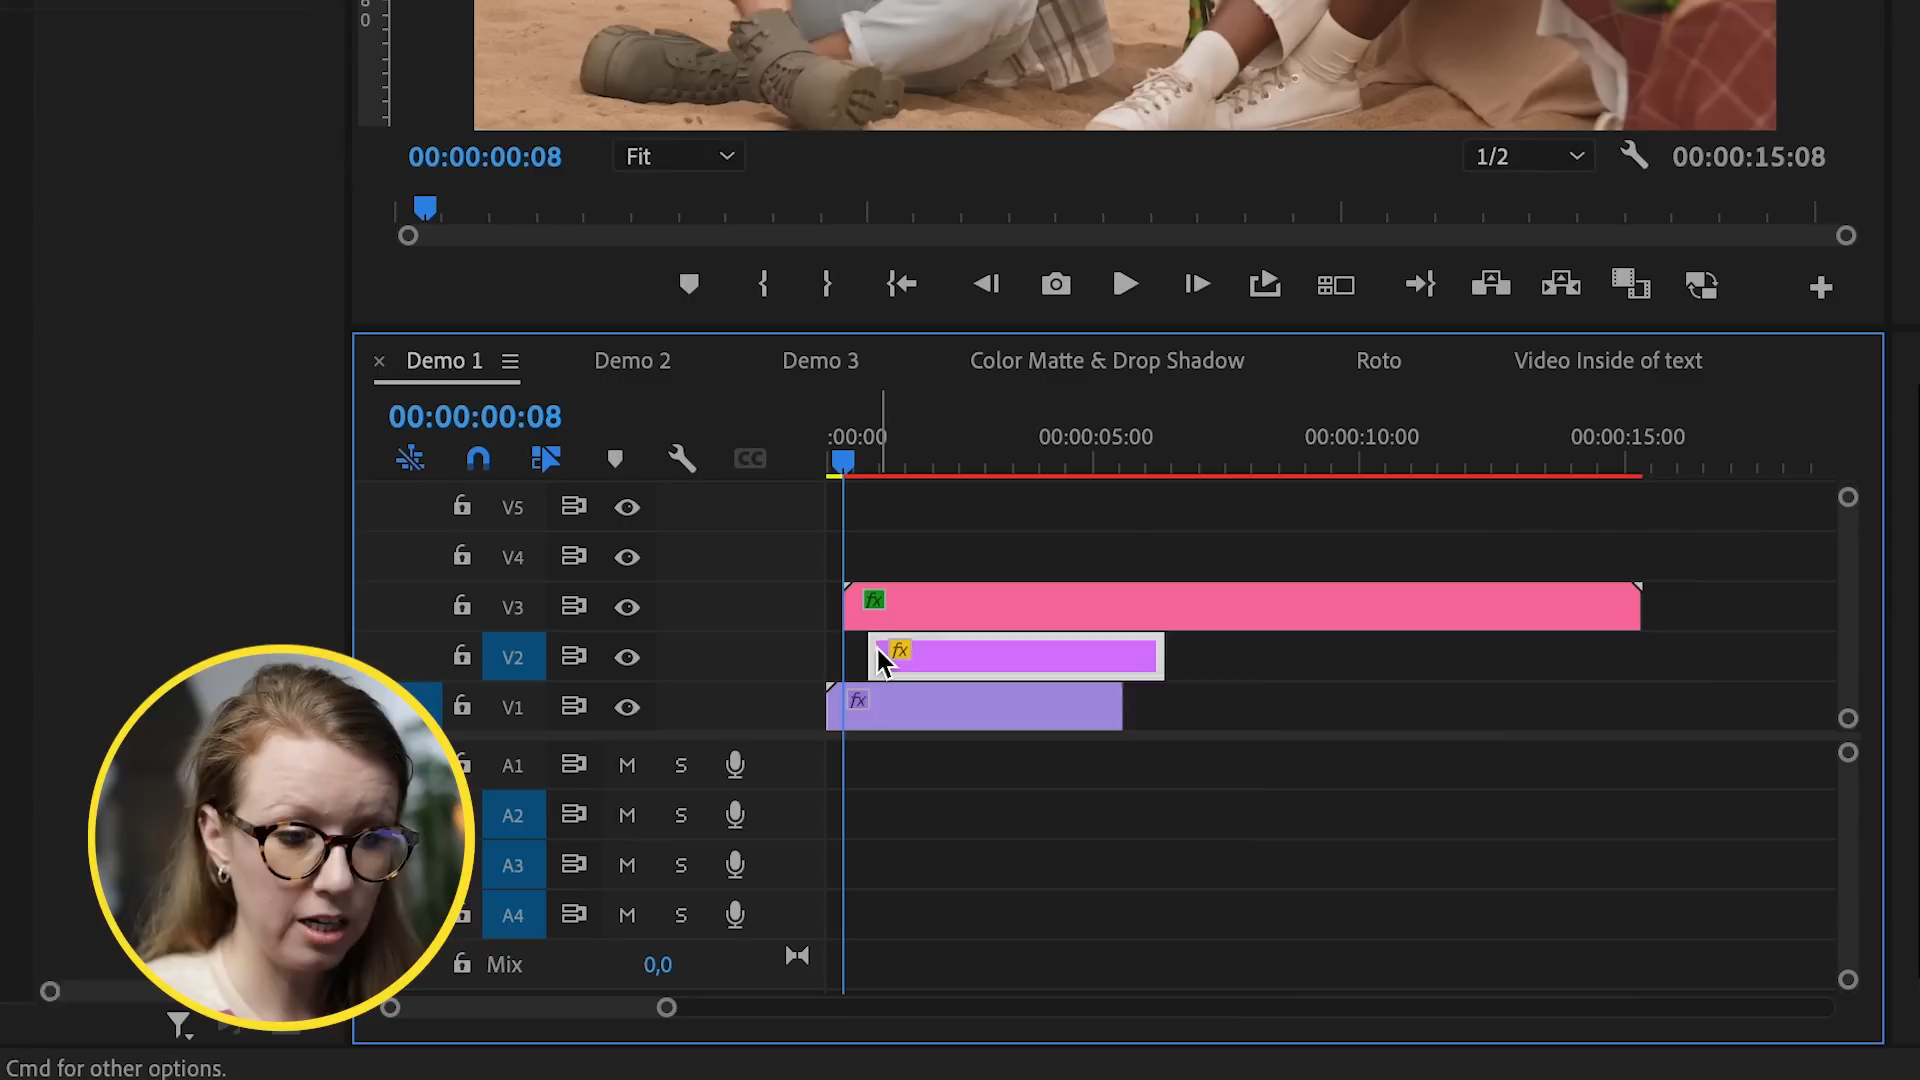 0
00:00:00:08 Fit 1/2 00:00:15:08
Demo 1 Demo 2 Demo 3 Color Matte & Drop Shadow Roto Video Inside of text
00:00:00:08
:00:00 00:00:05:00 00:00:10:00 00:00:15:00
CC
V5
V4
V3 fx
V2 fx
V1 fx
A1 M S
A2 M S
A3 M S
A4 M S
Mix 0,0
Cmd for other options.